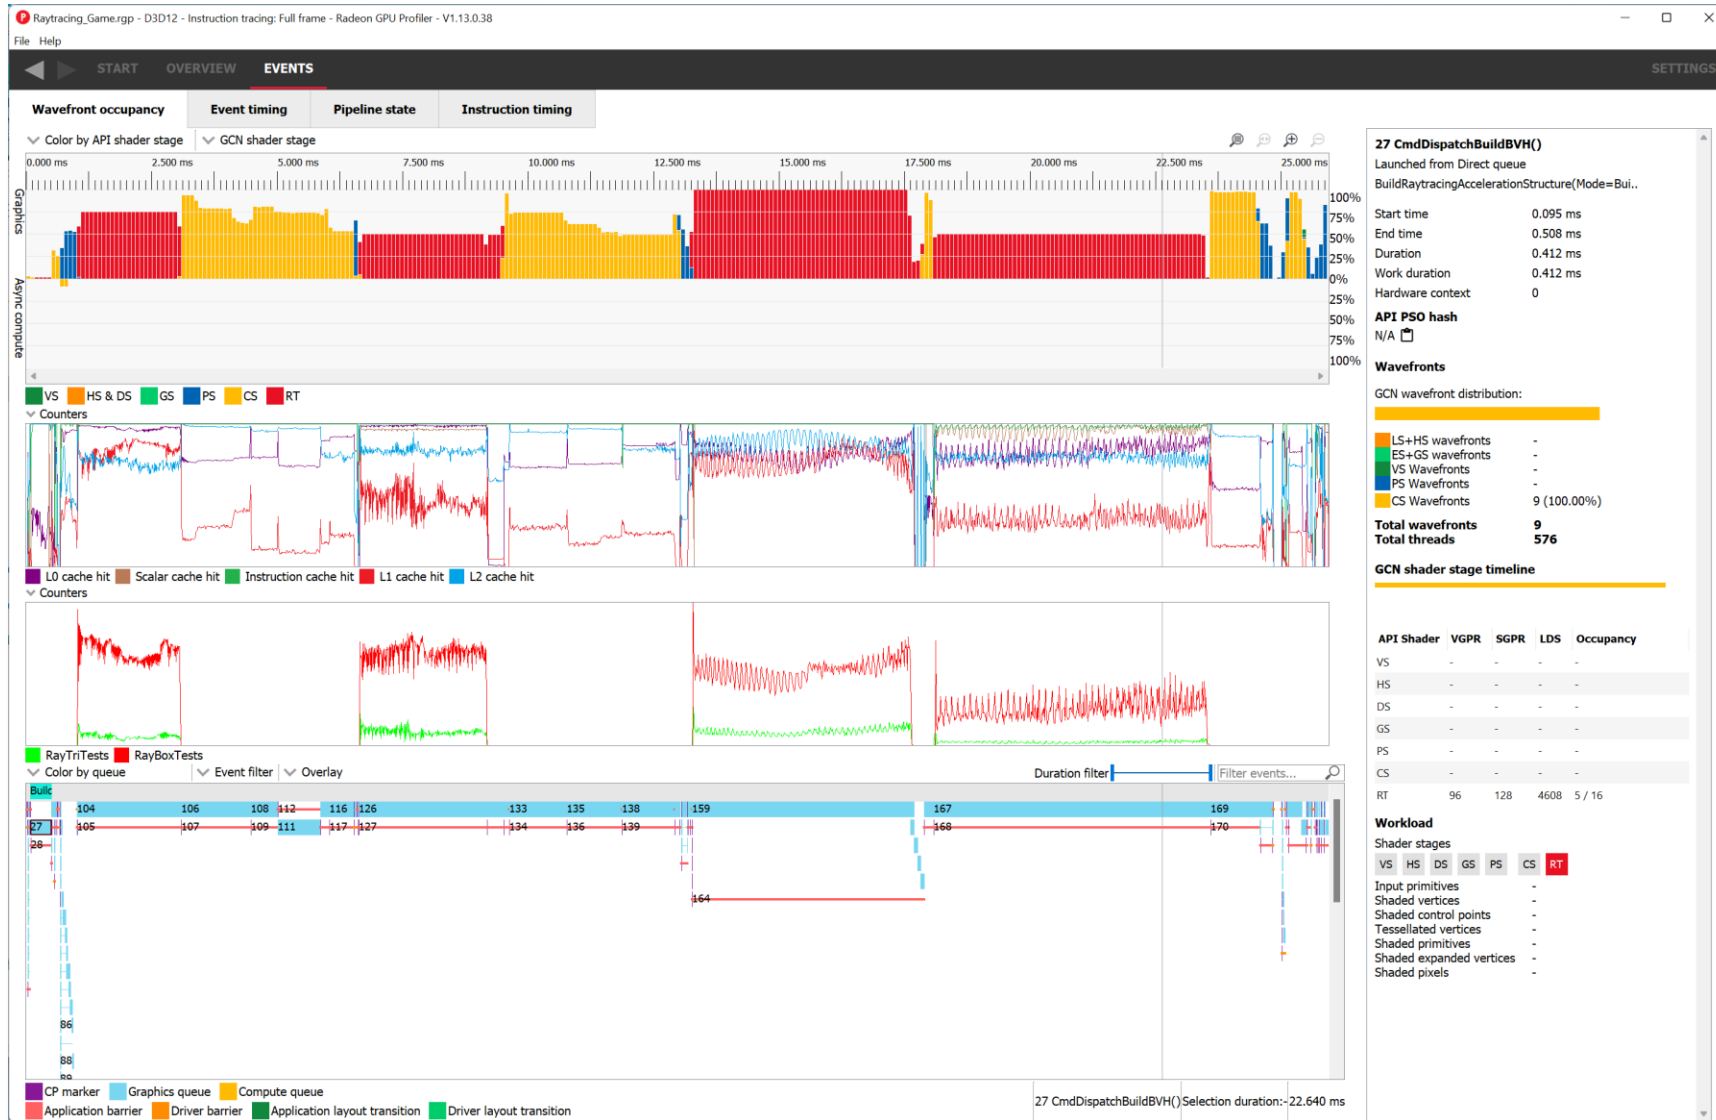 Raytracing_Game.rgp - D3D12 - Instruction tracing: Full frame - Radeon GPU Profiler - V1.13.0.38
File Help
START OVERVIEW EVENTS SETTINGS
Wavefront occupancy Event timing Pipeline state Instruction timing
Color by API shader stage GCN shader stage
0.000 ms 2.500 ms 5.000 ms 7.500 ms 10.000 ms 12.500 ms 15.000 ms 17.500 ms 20.000 ms 22.500 ms 25.000 ms
Graphics
100%
75%
50%
25%
0%
Async compute
25%
50%
75%
100%
VS HS & DS GS PS CS RT
Counters
L0 cache hit Scalar cache hit Instruction cache hit L1 cache hit L2 cache hit
Counters
RayTriTests RayBoxTests
Color by queue Event filter Overlay Duration filter Filter events...
Builc
104 106 108 112 116 126 133 135 138 159 167 169
27 105 107 109 111 117 127 134 136 139 168 170
28
164
86
88
89
CP marker Graphics queue Compute queue
Application barrier Driver barrier Application layout transition Driver layout transition
27 CmdDispatchBuildBVH() Selection duration:- 22.640 ms
27 CmdDispatchBuildBVH()
Launched from Direct queue
BuildRaytracingAccelerationStructure(Mode=Bui..
Start time 0.095 ms
End time 0.508 ms
Duration 0.412 ms
Work duration 0.412 ms
Hardware context 0
API PSO hash
N/A
Wavefronts
GCN wavefront distribution:
LS+HS wavefronts -
ES+GS wavefronts -
VS Wavefronts -
PS Wavefronts -
CS Wavefronts 9 (100.00%)
Total wavefronts 9
Total threads 576
GCN shader stage timeline
API Shader VGPR SGPR LDS Occupancy
VS - - - -
HS - - - -
DS - - - -
GS - - - -
PS - - - -
CS - - - -
RT 96 128 4608 5 / 16
Workload
Shader stages
VS HS DS GS PS CS RT
Input primitives -
Shaded vertices -
Shaded control points -
Tessellated vertices -
Shaded primitives -
Shaded expanded vertices -
Shaded pixels -